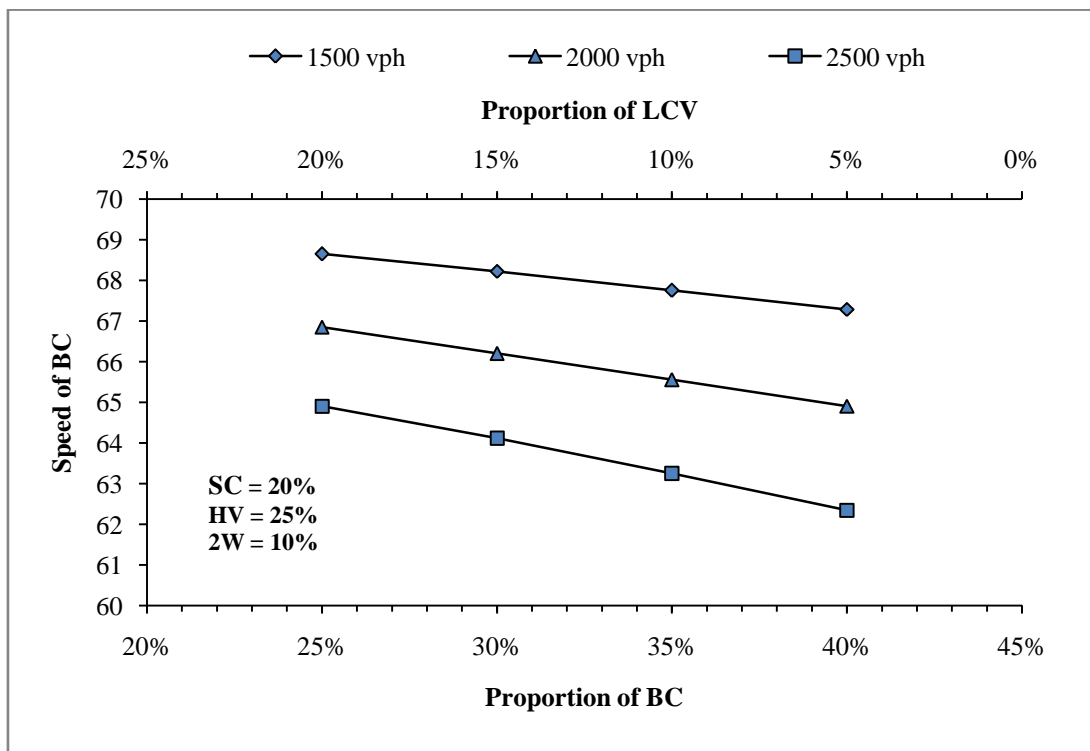 1500 vph 2000 vph 2500 vph
Proportion of LCV
25% 20% 15% 10% 5% 0%
70
69
68
67
66
65
64
63
62
61
60
Speed of BC
SC = 20%
HV = 25%
2W = 10%
20% 25% 30% 35% 40% 45%
Proportion of BC